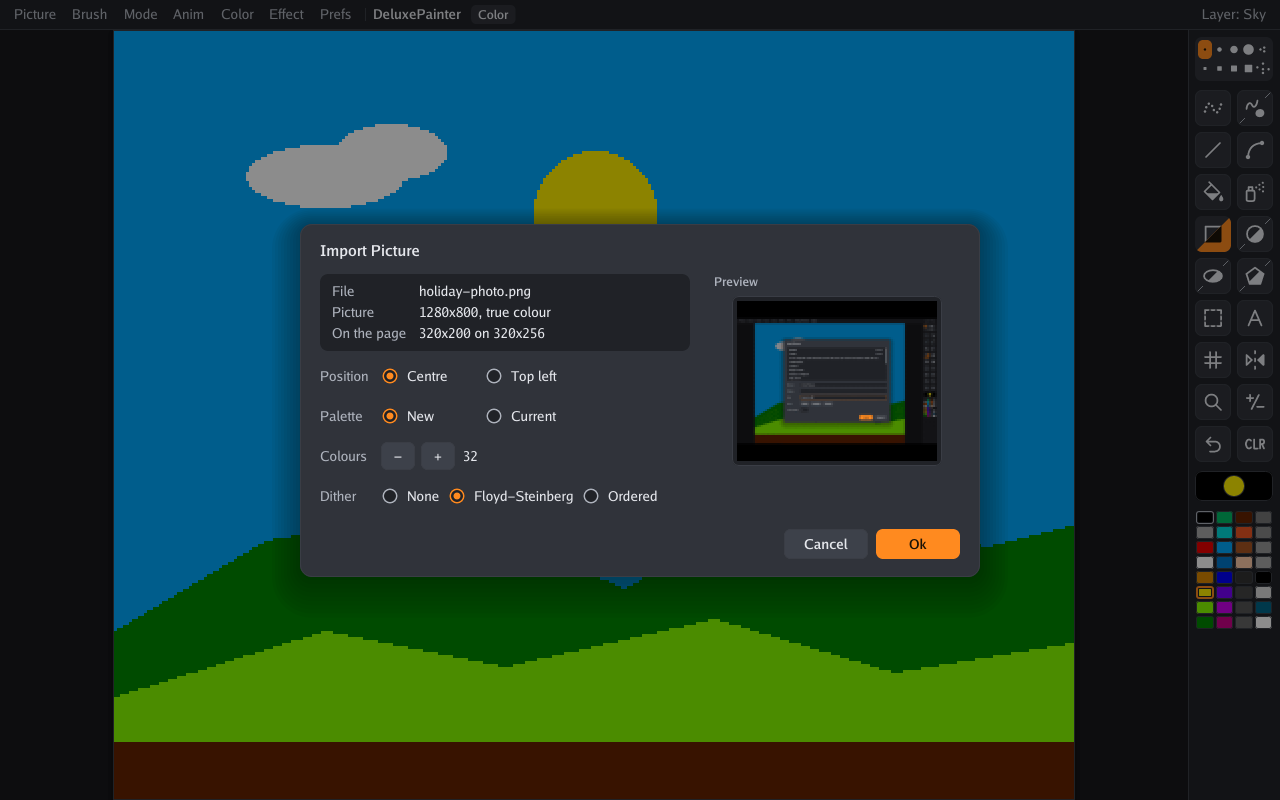 Picture Brush Mode Anim Color Effect Prefs DeluxePainter Color Layer: Sky
Import Picture
File holiday-photo.png
Picture 1280x800, true colour
On the page 320x200 on 320x256
Position Centre Top left
Palette New Current
Colours − + 32
Dither None Floyd-Steinberg Ordered
Preview
Cancel Ok
A
CLR